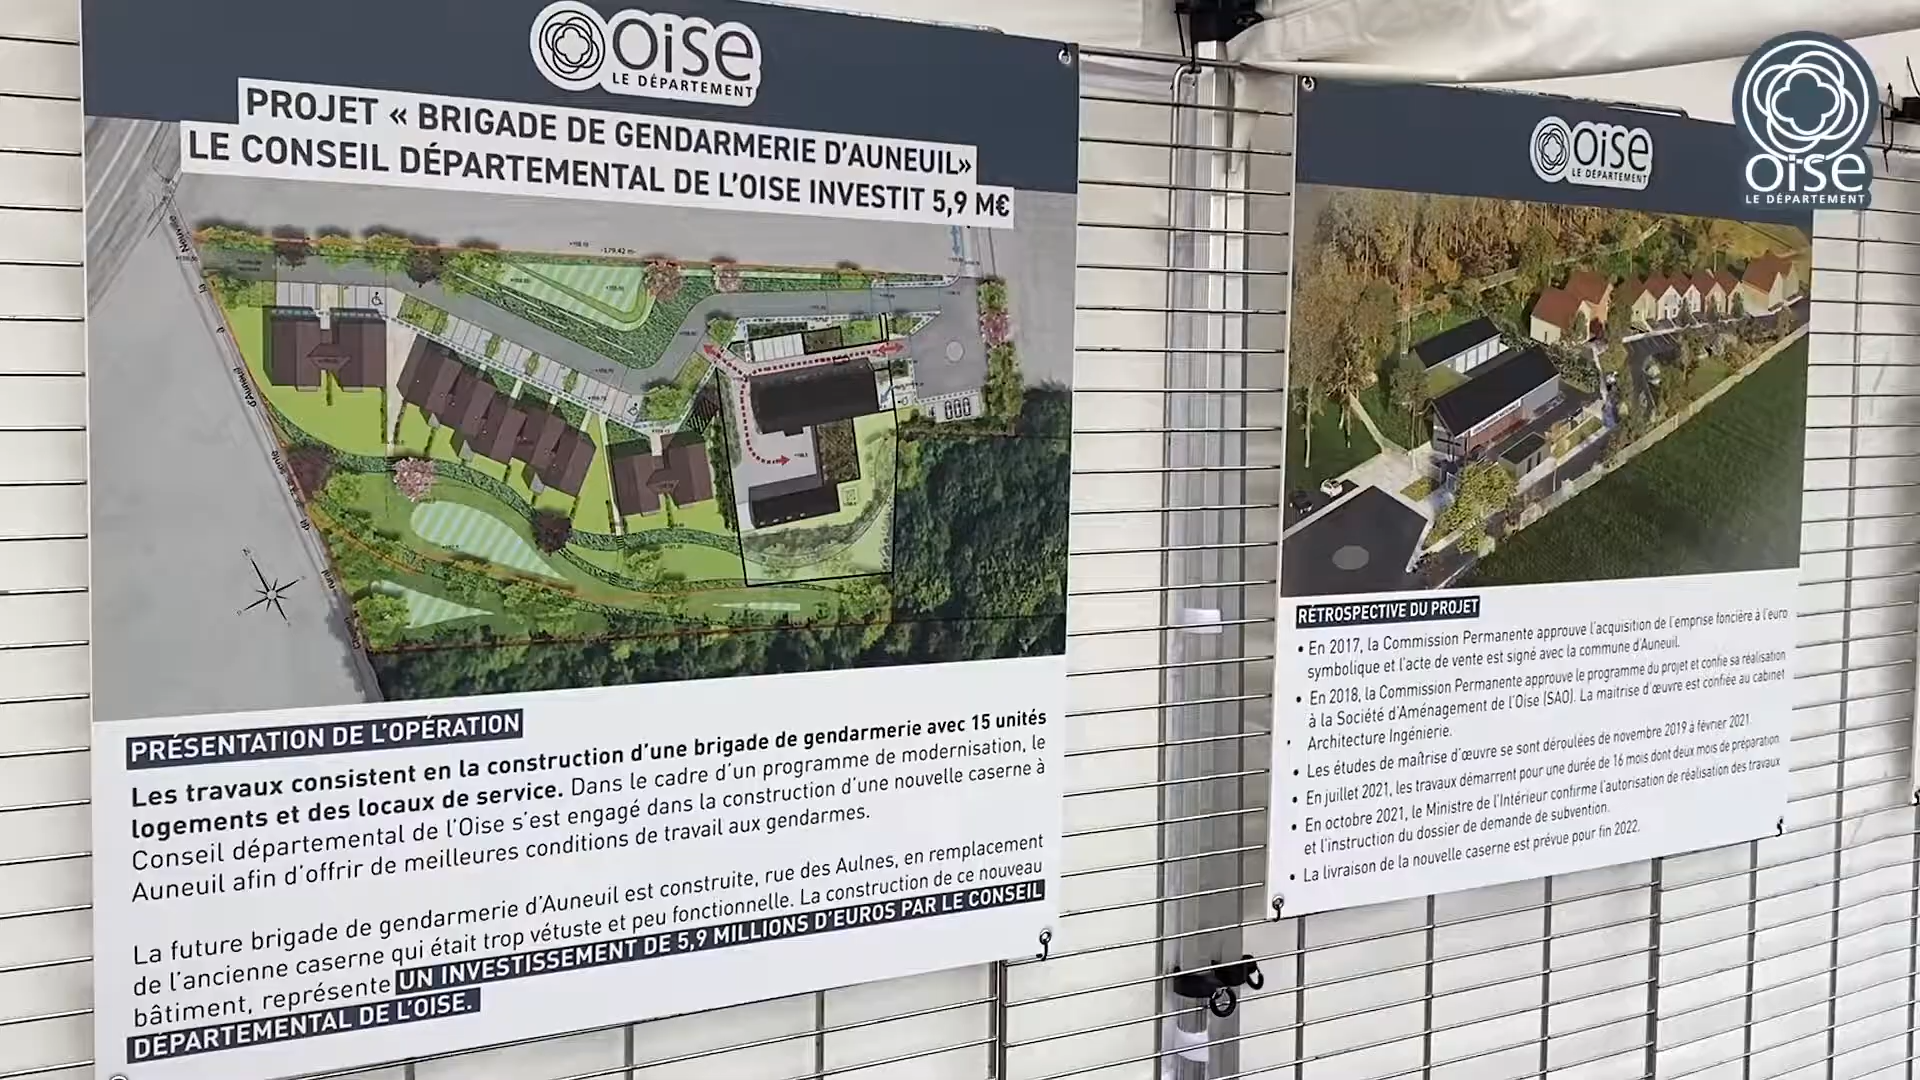 Oise
LE DÉPARTEMENT
PROJET « BRIGADE DE GENDARMERIE D'AUNEUIL»
LE CONSEIL DÉPARTEMENTAL DE L'OISE INVESTIT 5,9 M€
PRÉSENTATION DE L'OPÉRATION
Les travaux consistent en la construction d'une brigade de gendarmerie avec 15 unités
logements et des locaux de service. Dans le cadre d'un programme de modernisation, le
Conseil départemental de l'Oise s'est engagé dans la construction d'une nouvelle caserne à
Auneuil afin d'offrir de meilleures conditions de travail aux gendarmes.
La future brigade de gendarmerie d'Auneuil est construite, rue des Aulnes, en remplacement
de l'ancienne caserne qui était trop vétuste et peu fonctionnelle. La construction de ce nouveau
bâtiment, représente UN INVESTISSEMENT DE 5,9 MILLIONS D'EUROS PAR LE CONSEIL
DÉPARTEMENTAL DE L'OISE.
Oise
LE DÉPARTEMENT
RÉTROSPECTIVE DU PROJET
• En 2017, la Commission Permanente approuve l'acquisition de l'emprise foncière à l'euro
symbolique et l'acte de vente est signé avec la commune d'Auneuil.
• En 2018, la Commission Permanente approuve le programme du projet et confie sa réalisation
à la Société d'Aménagement de l'Oise (SAO). La maitrise d'œuvre est confiée au cabinet
• Architecture Ingénierie.
• Les études de maîtrise d'œuvre se sont déroulées de novembre 2019 à février 2021.
• En juillet 2021, les travaux démarrent pour une durée de 16 mois dont deux mois de préparation.
• En octobre 2021, le Ministre de l'Intérieur confirme l'autorisation de réalisation des travaux
et l'instruction du dossier de demande de subvention.
• La livraison de la nouvelle caserne est prévue pour fin 2022.
Oise
LE DÉPARTEMENT